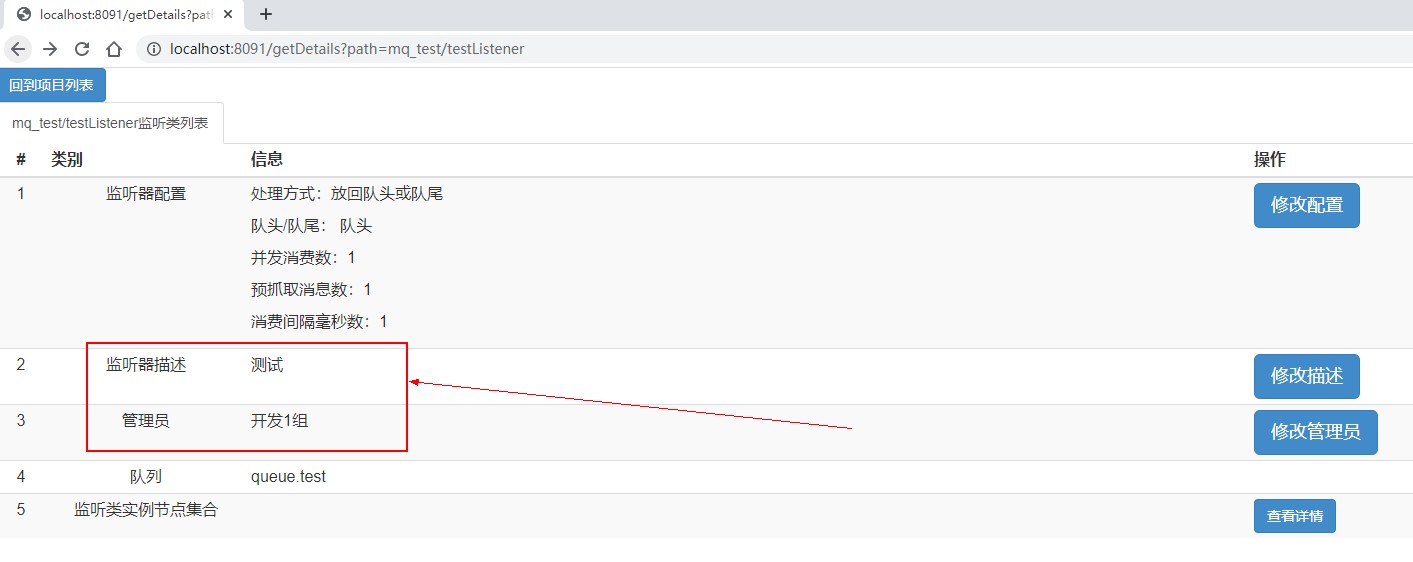 localhost:8091/getDetails?path
localhost:8091/getDetails?path=mq_test/testListener
回到项目列表
mq_test/testListener监听类列表
# 类别 信息 操作
1 监听器配置 处理方式：放回队头或队尾 修改配置
队头/队尾： 队头
并发消费数：1
预抓取消息数：1
消费间隔毫秒数：1
2 监听器描述 测试 修改描述
3 管理员 开发1组 修改管理员
4 队列 queue.test
5 监听类实例节点集合 查看详情